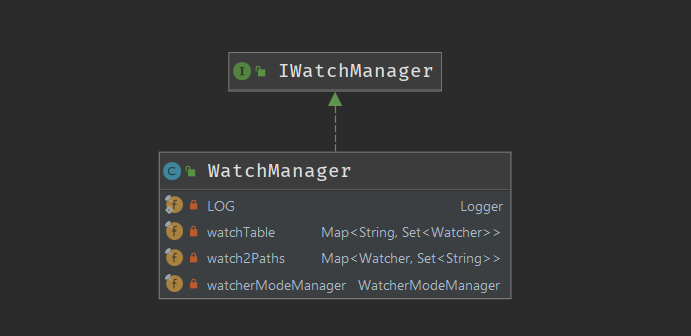 I IWatchManager
C WatchManager
f LOG Logger
f watchTable Map<String, Set<Watcher>>
f watch2Paths Map<Watcher, Set<String>>
f watcherModeManager WatcherModeManager